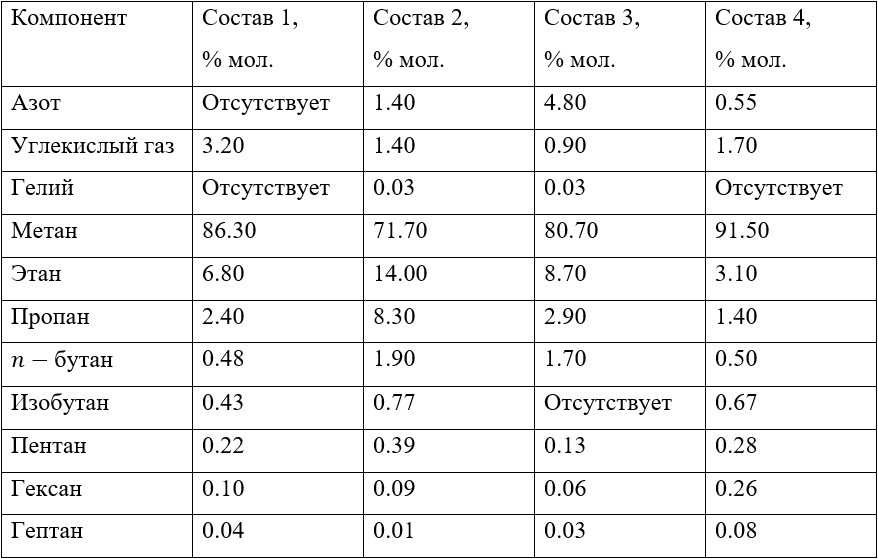 Компонент Состав 1, Состав 2, Состав 3, Состав 4,
% мол. % мол. % мол. % мол.
Азот Отсутствует 1.40 4.80 0.55
Углекислый газ 3.20 1.40 0.90 1.70
Гелий Отсутствует 0.03 0.03 Отсутствует
Метан 86.30 71.70 80.70 91.50
Этан 6.80 14.00 8.70 3.10
Пропан 2.40 8.30 2.90 1.40
n − бутан 0.48 1.90 1.70 0.50
Изобутан 0.43 0.77 Отсутствует 0.67
Пентан 0.22 0.39 0.13 0.28
Гексан 0.10 0.09 0.06 0.26
Гептан 0.04 0.01 0.03 0.08